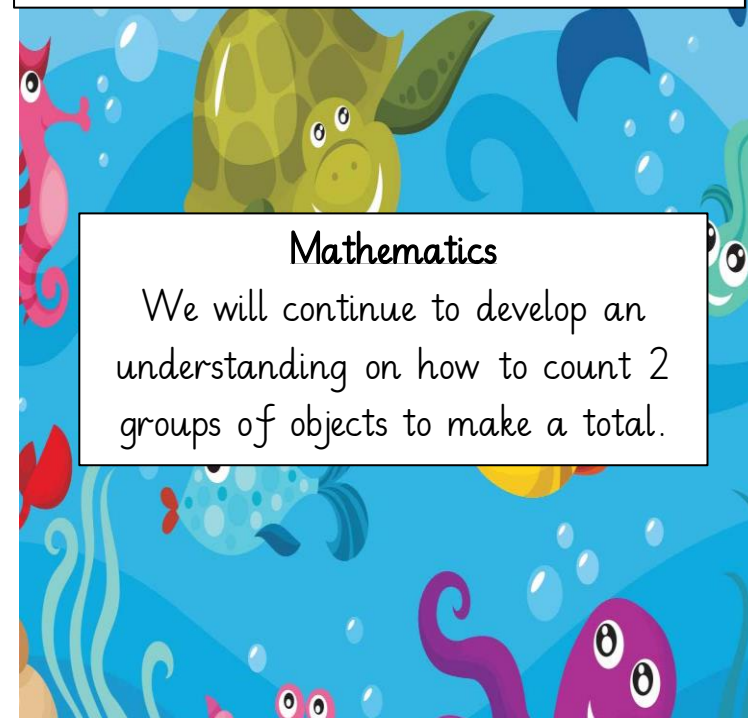 Mathematics
We will continue to develop an
understanding on how to count 2
groups of objects to make a total.